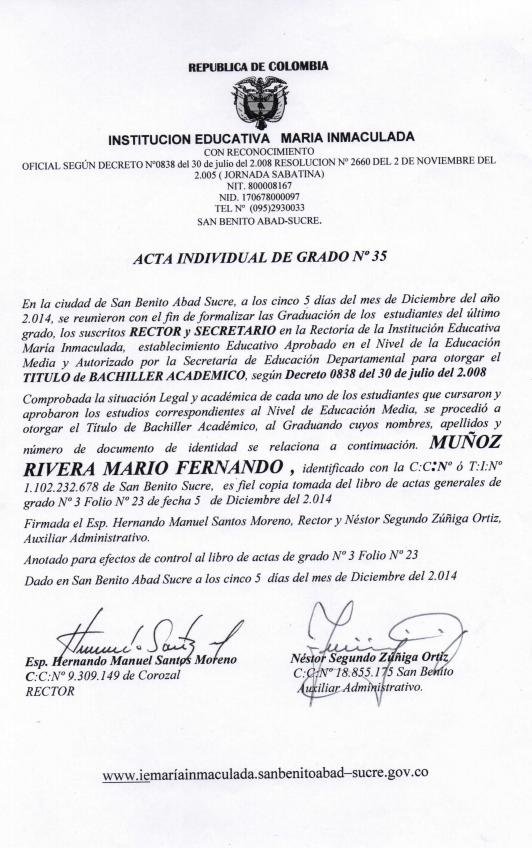 REPUBLICA DE COLOMBIA
INSTITUCION EDUCATIVA MARIA INMACULADA
CON RECONOCIMIENTO
OFICIAL SEGÚN DECRETO Nº0838 del 30 de julio del 2.008 RESOLUCION Nº 2660 DEL 2 DE NOVIEMBRE DEL
2.005 ( JORNADA SABATINA)
NIT. 800008167
NID. 170678000097
TEL Nº (095)2930033
SAN BENITO ABAD-SUCRE.
ACTA INDIVIDUAL DE GRADO Nº 35
En la ciudad de San Benito Abad Sucre, a los cinco 5 días del mes de Diciembre del año
2.014, se reunieron con el fin de formalizar las Graduación de los estudiantes del último
grado, los suscritos RECTOR y SECRETARIO en la Rectoría de la Institución Educativa
María Inmaculada, establecimiento Educativo Aprobado en el Nivel de la Educación
Media y Autorizado por la Secretaría de Educación Departamental para otorgar el
TITULO de BACHILLER ACADEMICO, según Decreto 0838 del 30 de julio del 2.008
Comprobada la situación Legal y académica de cada uno de los estudiantes que cursaron y
aprobaron los estudios correspondientes al Nivel de Educación Media, se procedió a
otorgar el Titulo de Bachiller Académico, al Graduando cuyos nombres, apellidos y
número de documento de identidad se relaciona a continuación. MUÑOZ
RIVERA MARIO FERNANDO , identificado con la C:C:Nº ó T:I:Nº
1.102.232.678 de San Benito Sucre, es fiel copia tomada del libro de actas generales de
grado Nº 3 Folio Nº 23 de fecha 5 de Diciembre del 2.014
Firmada el Esp. Hernando Manuel Santos Moreno, Rector y Néstor Segundo Zúñiga Ortiz,
Auxiliar Administrativo.
Anotado para efectos de control al libro de actas de grado Nº 3 Folio Nº 23
Dado en San Benito Abad Sucre a los cinco 5 días del mes de Diciembre del 2.014
Esp. Hernando Manuel Santos Moreno
C:C:Nº 9.309.149 de Corozal
RECTOR
Néstor Segundo Zúñiga Ortiz
C:C:Nº 18.855.175 San Benito
Auxiliar Administrativo.
www.iemaríainmaculada.sanbenitoabad–sucre.gov.co